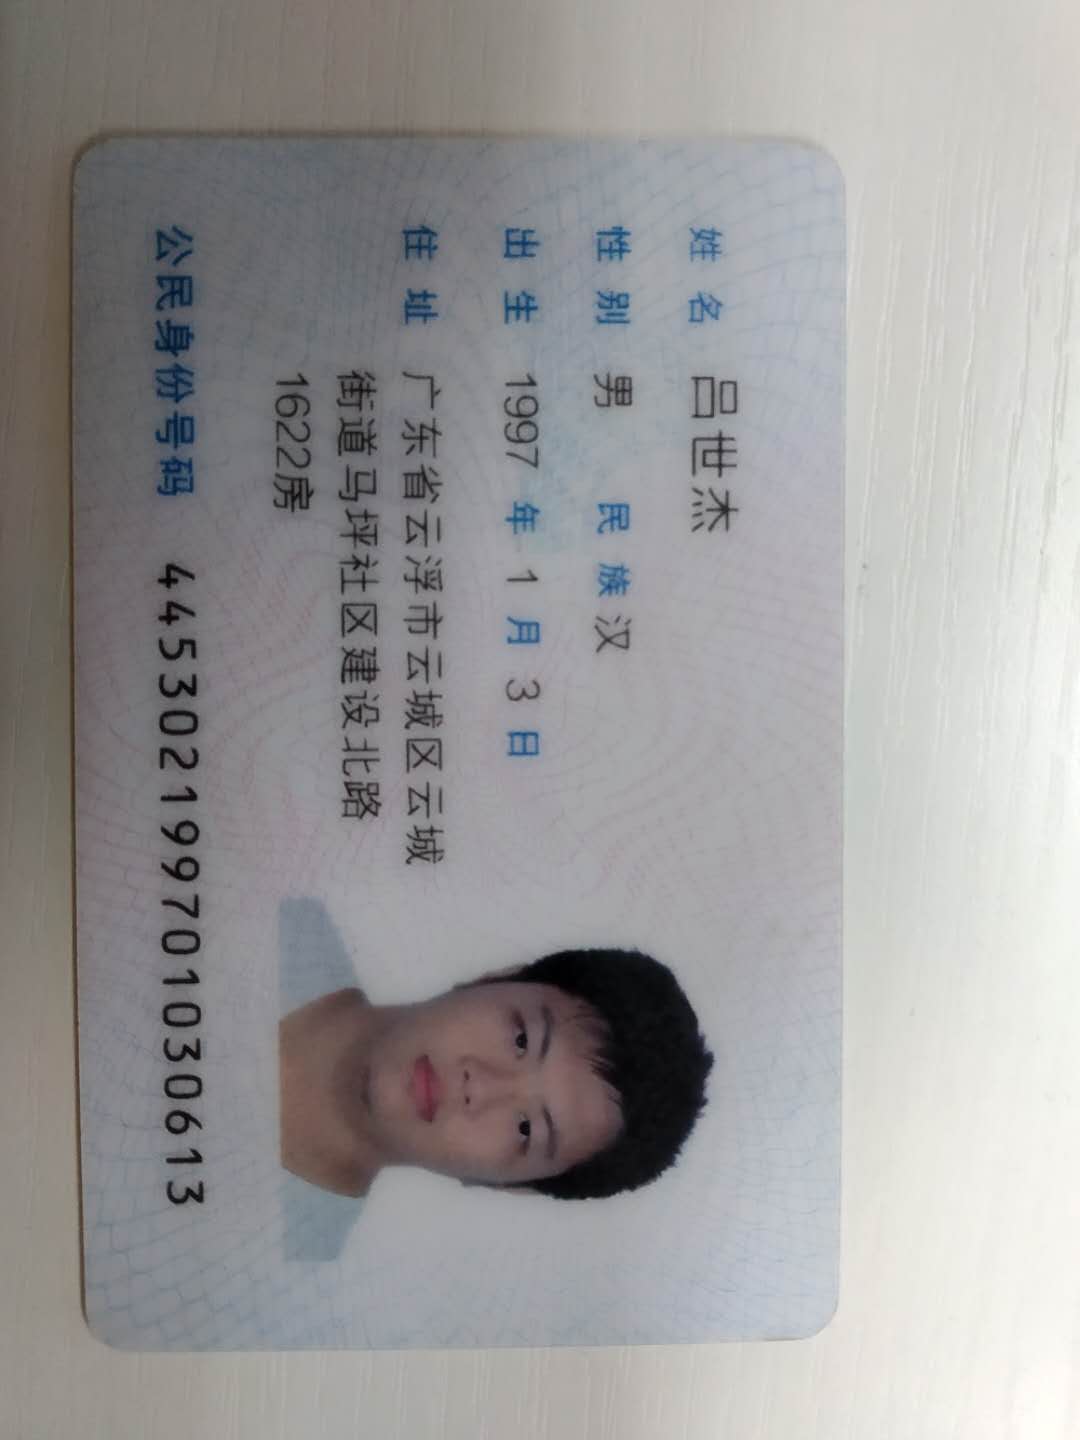 姓名 吕世杰
性别 男 民族 汉
出生 1997 年 1 月 3 日
住址 广东省云浮市云城区云城
街道马坪社区建设北路
1622房
公民身份号码 445302199701030613